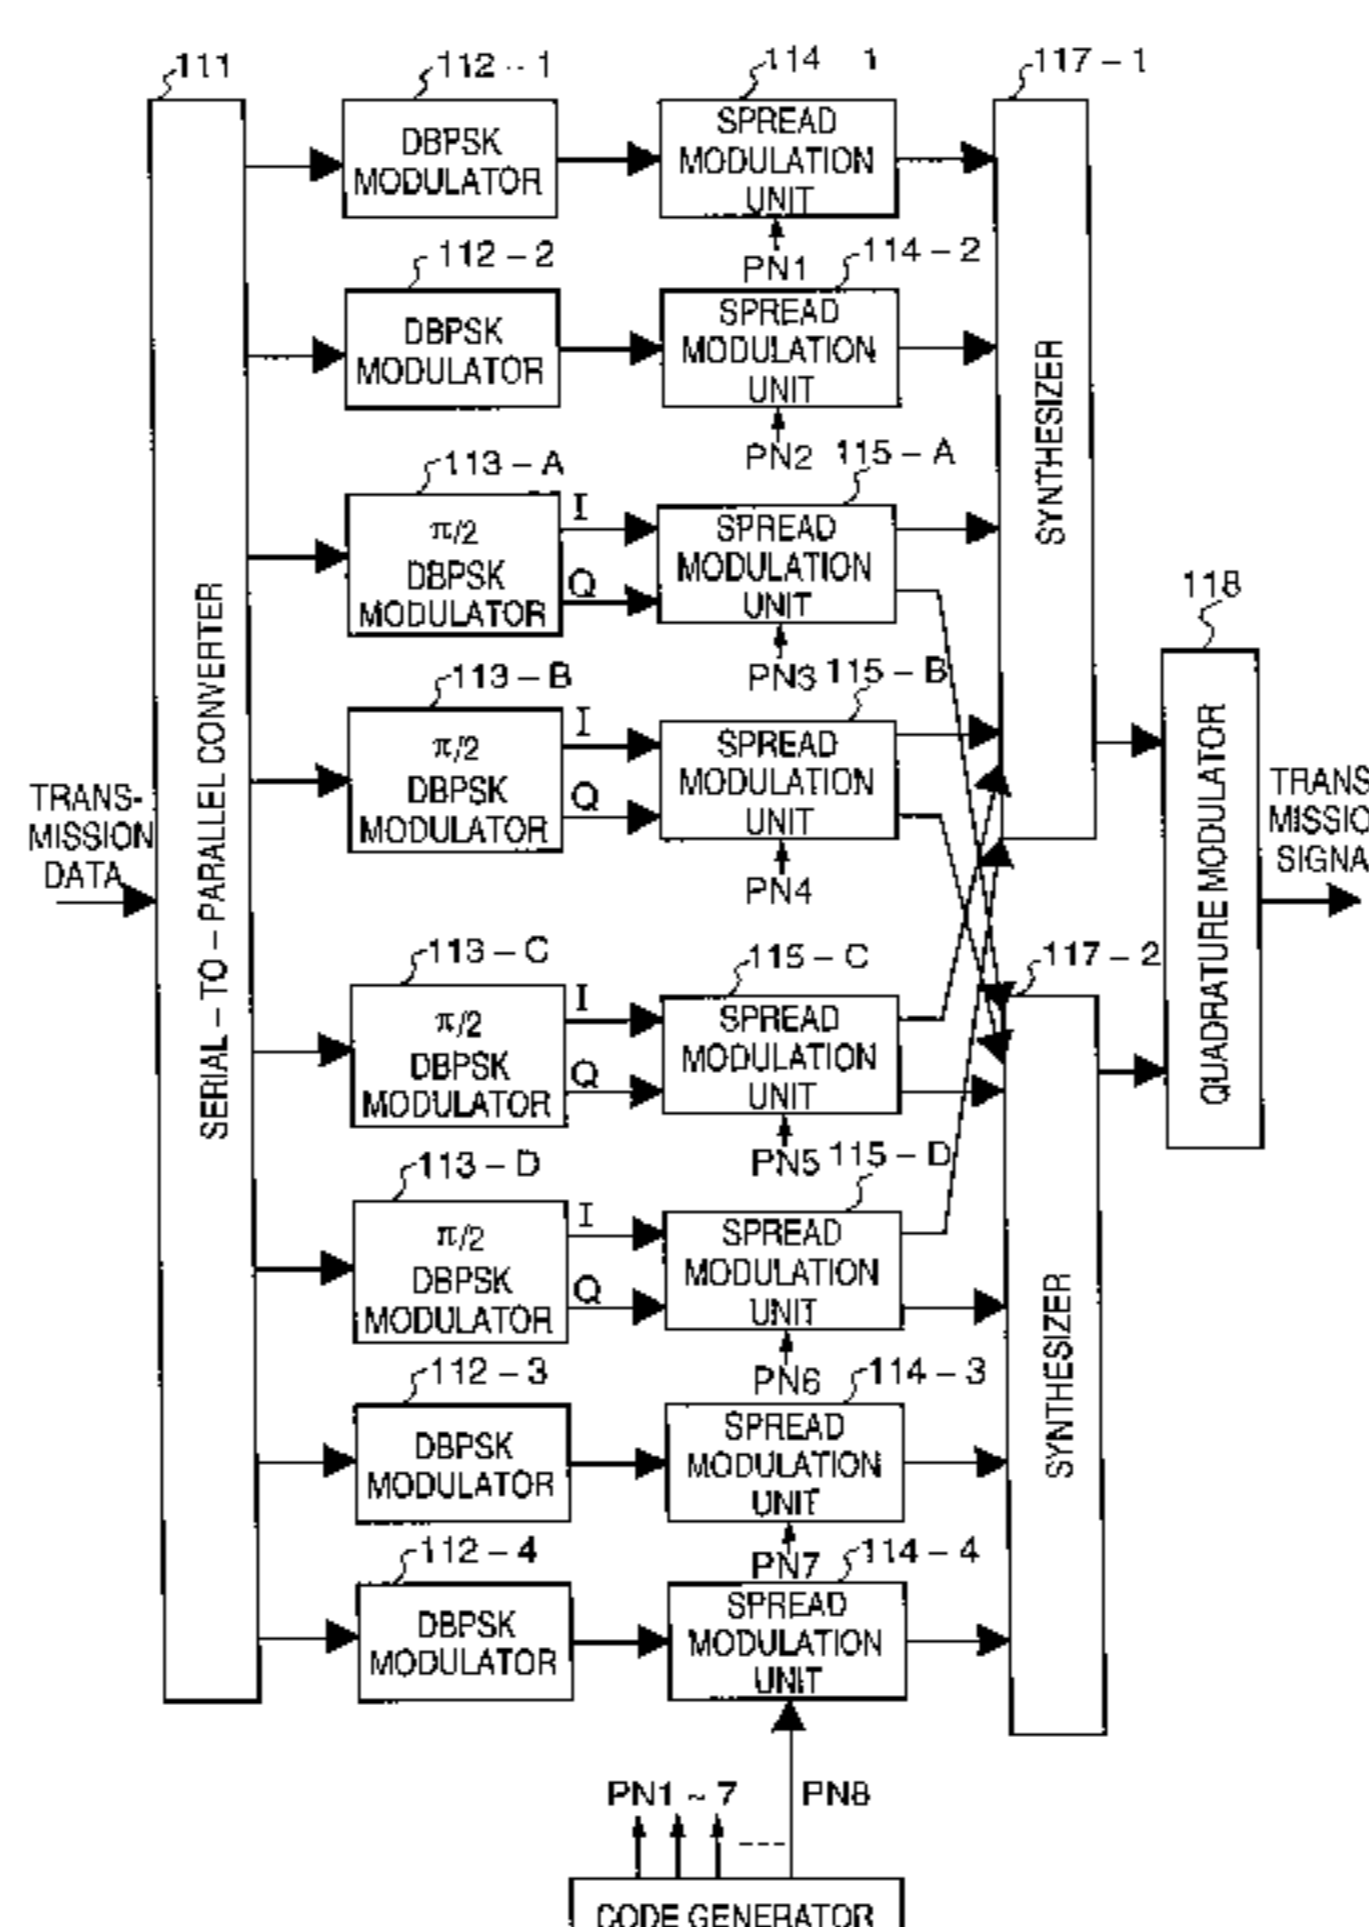 111
112 - 1
114 1
117 - 1
DBPSK
MODULATOR
SPREAD
MODULATION
UNIT
PN1
112 - 2
114 - 2
DBPSK
MODULATOR
SPREAD
MODULATION
UNIT
PN2
113 - A
115 - A
π/2
DBPSK
MODULATOR
I
Q
SPREAD
MODULATION
UNIT
PN3
SYNTHESIZER
118
113 - B
115 - B
π/2
DBPSK
MODULATOR
I
Q
SPREAD
MODULATION
UNIT
PN4
TRANS-
MISSION
DATA
SERIAL - TO - PARALLEL CONVERTER
QUADRATURE MODULATOR
TRANS
MISSIO
SIGNA
113 - C
115 - C
117 - 2
π/2
DBPSK
MODULATOR
I
Q
SPREAD
MODULATION
UNIT
PN5
113 - D
115 - D
π/2
DBPSK
MODULATOR
I
Q
SPREAD
MODULATION
UNIT
PN6
SYNTHESIZER
112 - 3
114 - 3
DBPSK
MODULATOR
SPREAD
MODULATION
UNIT
PN7
112 - 4
114 - 4
DBPSK
MODULATOR
SPREAD
MODULATION
UNIT
PN1 ~ 7
PN8
CODE GENERATOR